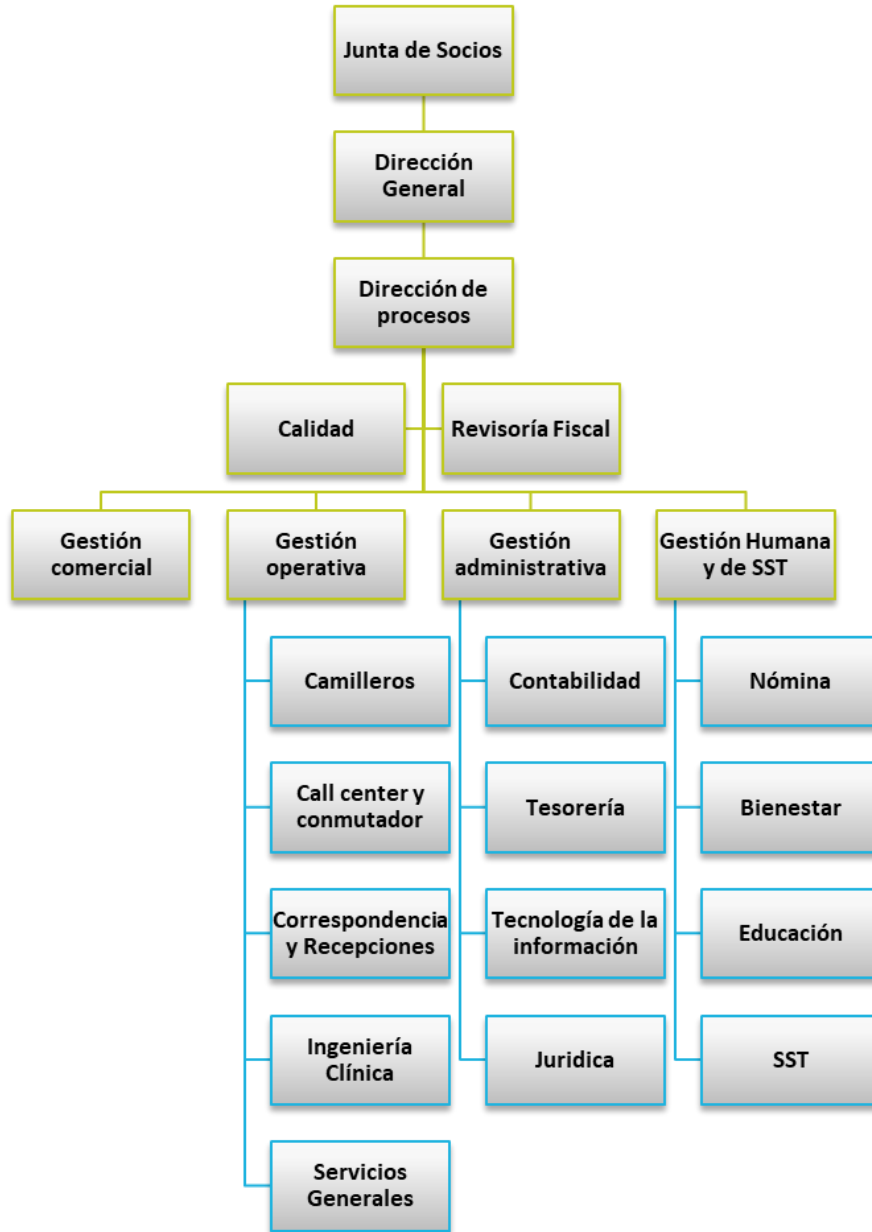 Junta de Socios
Dirección
General
Dirección de
procesos
Calidad
Revisoría Fiscal
Gestión
comercial
Gestión
operativa
Gestión
administrativa
Gestión Humana
y de SST
Camilleros
Contabilidad
Nómina
Call center y
conmutador
Tesorería
Bienestar
Correspondencia
y Recepciones
Tecnología de la
información
Educación
Ingeniería
Clínica
Juridica
SST
Servicios
Generales